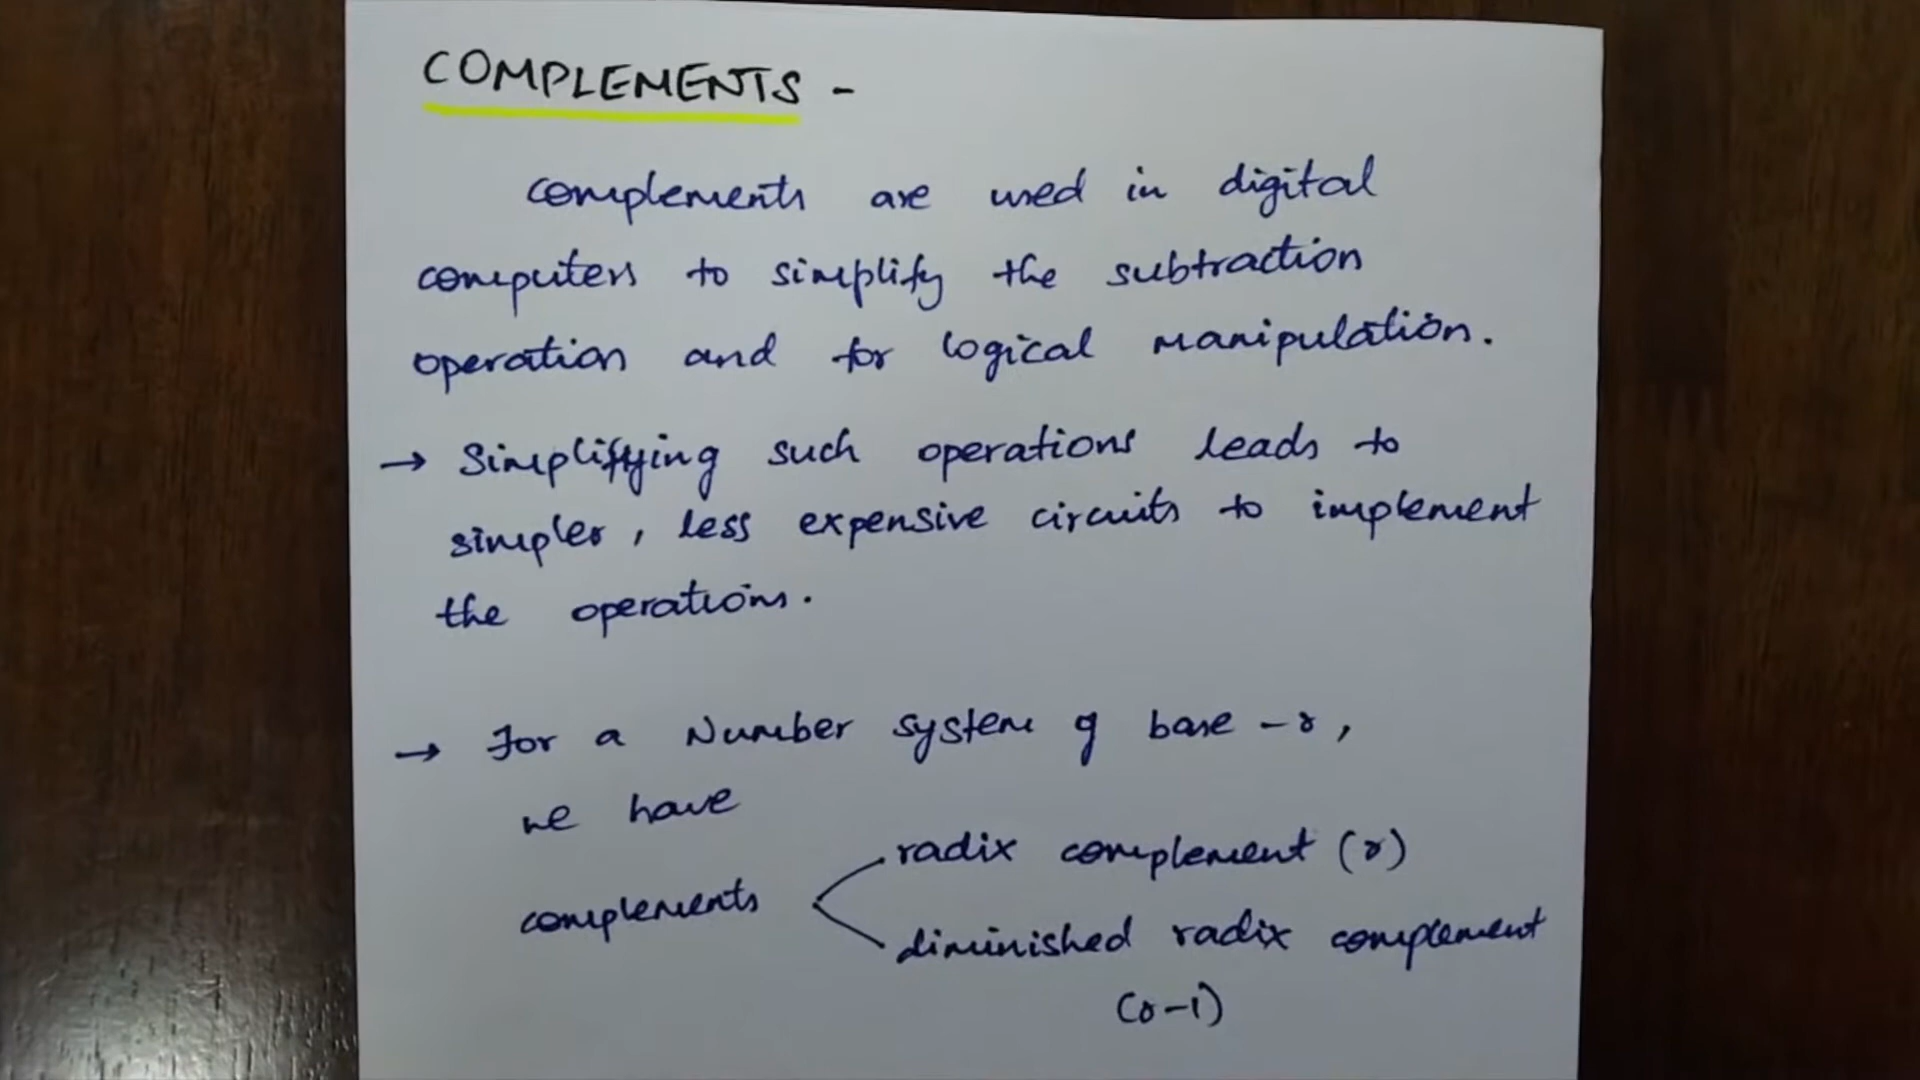 COMPLEMENTS -
complements are used in digital
computers to simplify the subtraction
operation and for logical manipulation.
→ Simplifying such operations leads to
simpler, less expensive circuits to implement
the operations.
→ For a Number system of base - r,
we have
radix complement (r)
complements
diminished radix complement
(r-1)